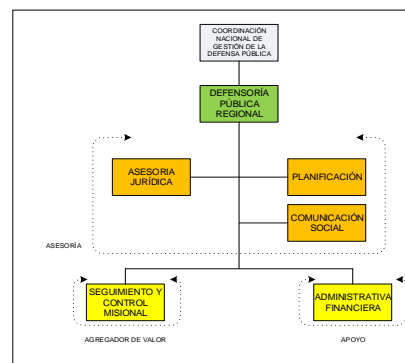 COORDINACIÓN
NACIONAL DE
GESTIÓN DE LA
DEFENSA PÚBLICA
DEFENSORÍA
PÚBLICA
REGIONAL
ASESORIA
JURÍDICA
PLANIFICACIÓN
COMUNICACIÓN
SOCIAL
ASESORÍA
SEGUIMIENTO Y
CONTROL
MISIONAL
ADMINISTRATIVA
FINANCIERA
AGREGADOR DE VALOR
APOYO